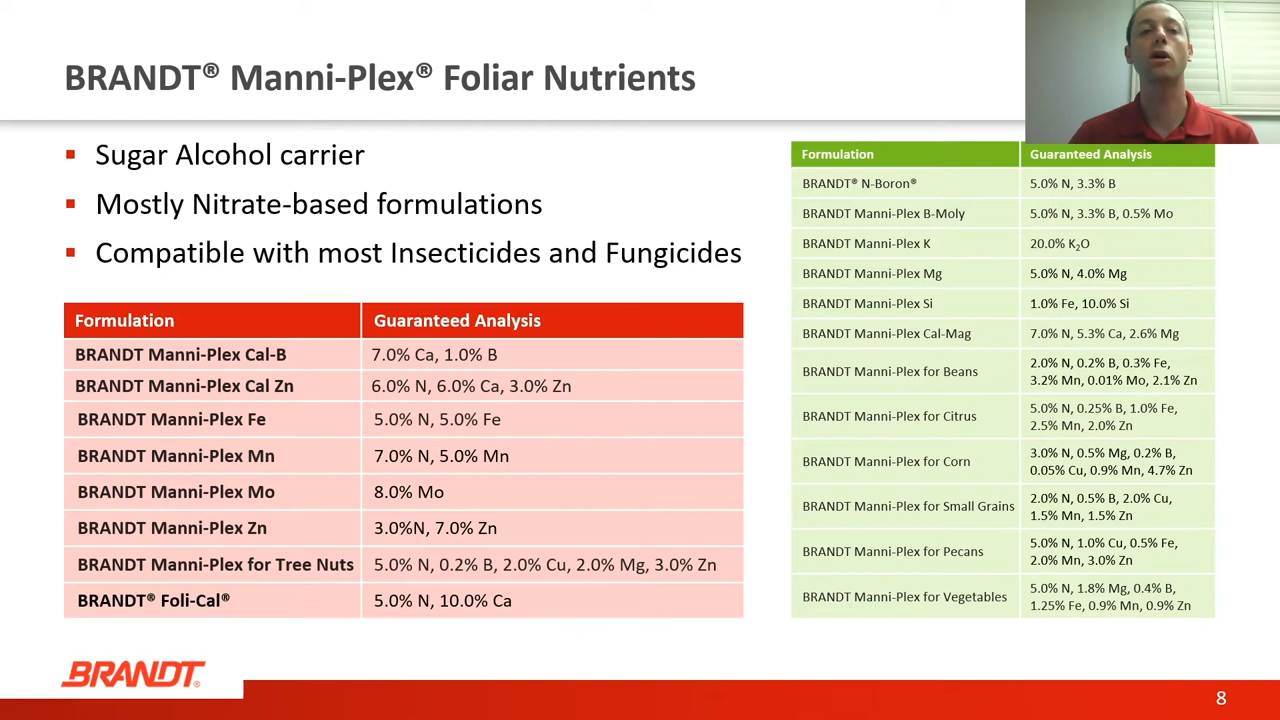 BRANDT® Manni-Plex® Foliar Nutrients
▪ Sugar Alcohol carrier
▪ Mostly Nitrate-based formulations
▪ Compatible with most Insecticides and Fungicides
Formulation Guaranteed Analysis
BRANDT Manni-Plex Cal-B 7.0% Ca, 1.0% B
BRANDT Manni-Plex Cal Zn 6.0% N, 6.0% Ca, 3.0% Zn
BRANDT Manni-Plex Fe 5.0% N, 5.0% Fe
BRANDT Manni-Plex Mn 7.0% N, 5.0% Mn
BRANDT Manni-Plex Mo 8.0% Mo
BRANDT Manni-Plex Zn 3.0%N, 7.0% Zn
BRANDT Manni-Plex for Tree Nuts 5.0% N, 0.2% B, 2.0% Cu, 2.0% Mg, 3.0% Zn
BRANDT® Foli-Cal® 5.0% N, 10.0% Ca
Formulation Guaranteed Analysis
BRANDT® N-Boron® 5.0% N, 3.3% B
BRANDT Manni-Plex B-Moly 5.0% N, 3.3% B, 0.5% Mo
BRANDT Manni-Plex K 20.0% K₂O
BRANDT Manni-Plex Mg 5.0% N, 4.0% Mg
BRANDT Manni-Plex Si 1.0% Fe, 10.0% Si
BRANDT Manni-Plex Cal-Mag 7.0% N, 5.3% Ca, 2.6% Mg
BRANDT Manni-Plex for Beans 2.0% N, 0.2% B, 0.3% Fe,
3.2% Mn, 0.01% Mo, 2.1% Zn
BRANDT Manni-Plex for Citrus 5.0% N, 0.25% B, 1.0% Fe,
2.5% Mn, 2.0% Zn
BRANDT Manni-Plex for Corn 3.0% N, 0.5% Mg, 0.2% B,
0.05% Cu, 0.9% Mn, 4.7% Zn
BRANDT Manni-Plex for Small Grains 2.0% N, 0.5% B, 2.0% Cu,
1.5% Mn, 1.5% Zn
BRANDT Manni-Plex for Pecans 5.0% N, 1.0% Cu, 0.5% Fe,
2.0% Mn, 3.0% Zn
BRANDT Manni-Plex for Vegetables 5.0% N, 1.8% Mg, 0.4% B,
1.25% Fe, 0.9% Mn, 0.9% Zn
BRANDT®
8